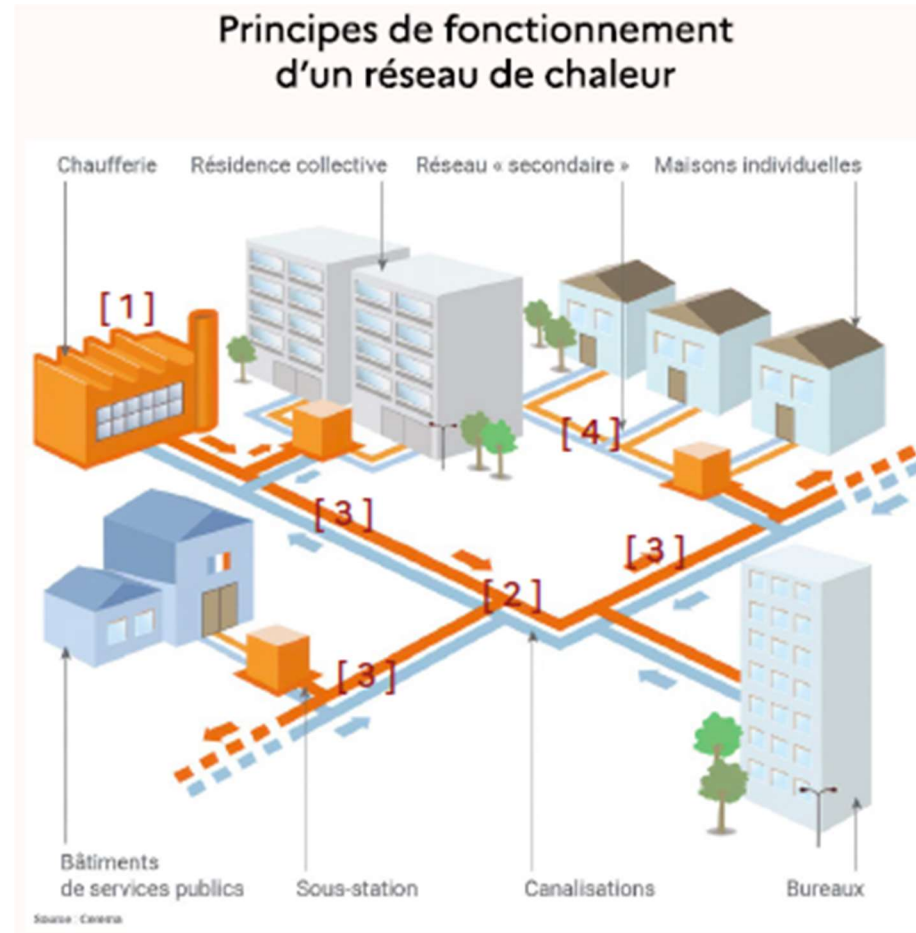 Principes de fonctionnement
d'un réseau de chaleur
Chaufferie Résidence collective Réseau « secondaire » Maisons individuelles
[ 1 ]
[ 4 ]
[ 3 ]
[ 3 ]
[ 2 ]
[ 3 ]
Bâtiments
de services publics Sous-station Canalisations Bureaux
Source : Cerema